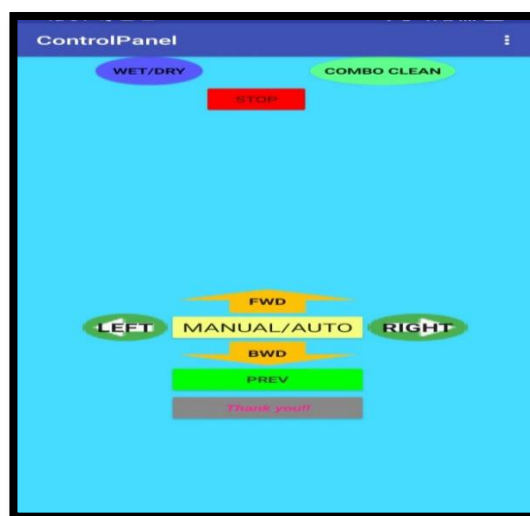 ControlPanel
WET/DRY COMBO CLEAN
STOP
FWD
LEFT MANUAL/AUTO RIGHT
BWD
PREV
Thank you!!